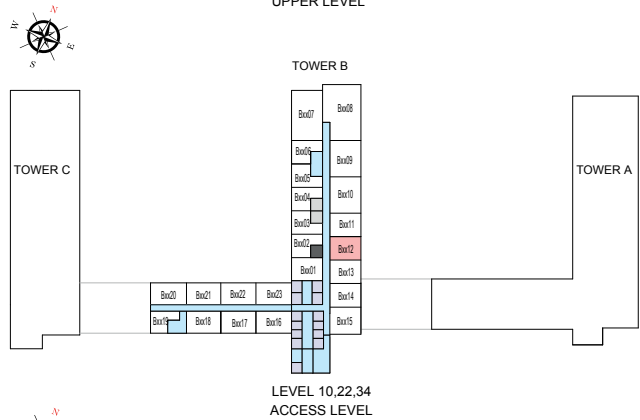 UPPER LEVEL
N
W
E
S
TOWER B
Bxx07
Bxx08
Bxx06
Bxx09
TOWER C
TOWER A
Bxx05
Bxx04
Bxx10
Bxx03
Bxx11
Bxx02
Bxx12
Bxx01
Bxx13
Bxx20
Bxx21
Bxx22
Bxx23
Bxx14
Bxx19
Bxx18
Bxx17
Bxx16
Bxx15
LEVEL 10,22,34
ACCESS LEVEL
N